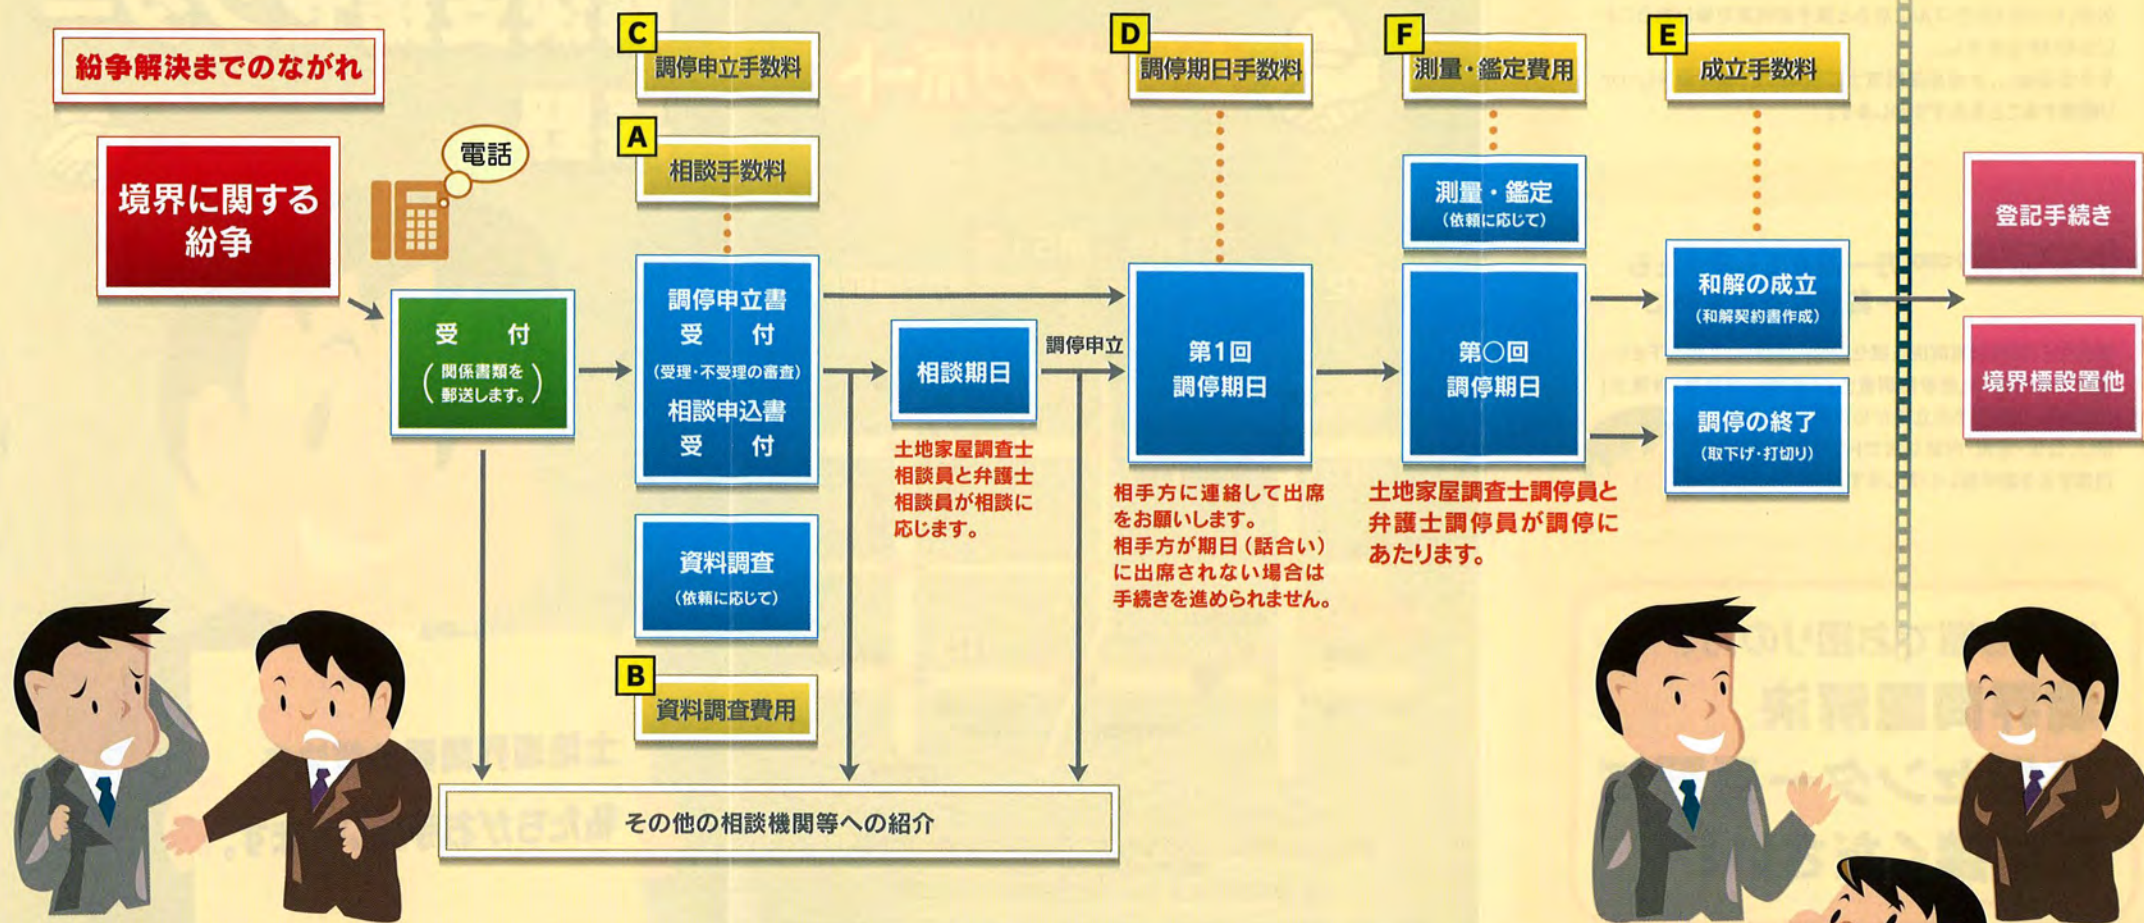 紛争解決までのながれ
境界に関する
紛争
電話
受　付
(関係書類を
郵送します。)
C
調停申立手数料
A
相談手数料
調停申立書
受　付
(受理・不受理の審査)
相談申込書
受　付
資料調査
(依頼に応じて)
B
資料調査費用
相談期日
土地家屋調査士
相談員と弁護士
相談員が相談に
応じます。
調停申立
D
調停期日手数料
第1回
調停期日
相手方に連絡して出席
をお願いします。
相手方が期日(話合い)
に出席されない場合は
手続きを進められません。
F
測量・鑑定費用
測量・鑑定
(依頼に応じて)
第○回
調停期日
土地家屋調査士調停員と
弁護士調停員が調停に
あたります。
E
成立手数料
和解の成立
(和解契約書作成)
調停の終了
(取下げ・打切り)
登記手続き
境界標設置他
その他の相談機関等への紹介